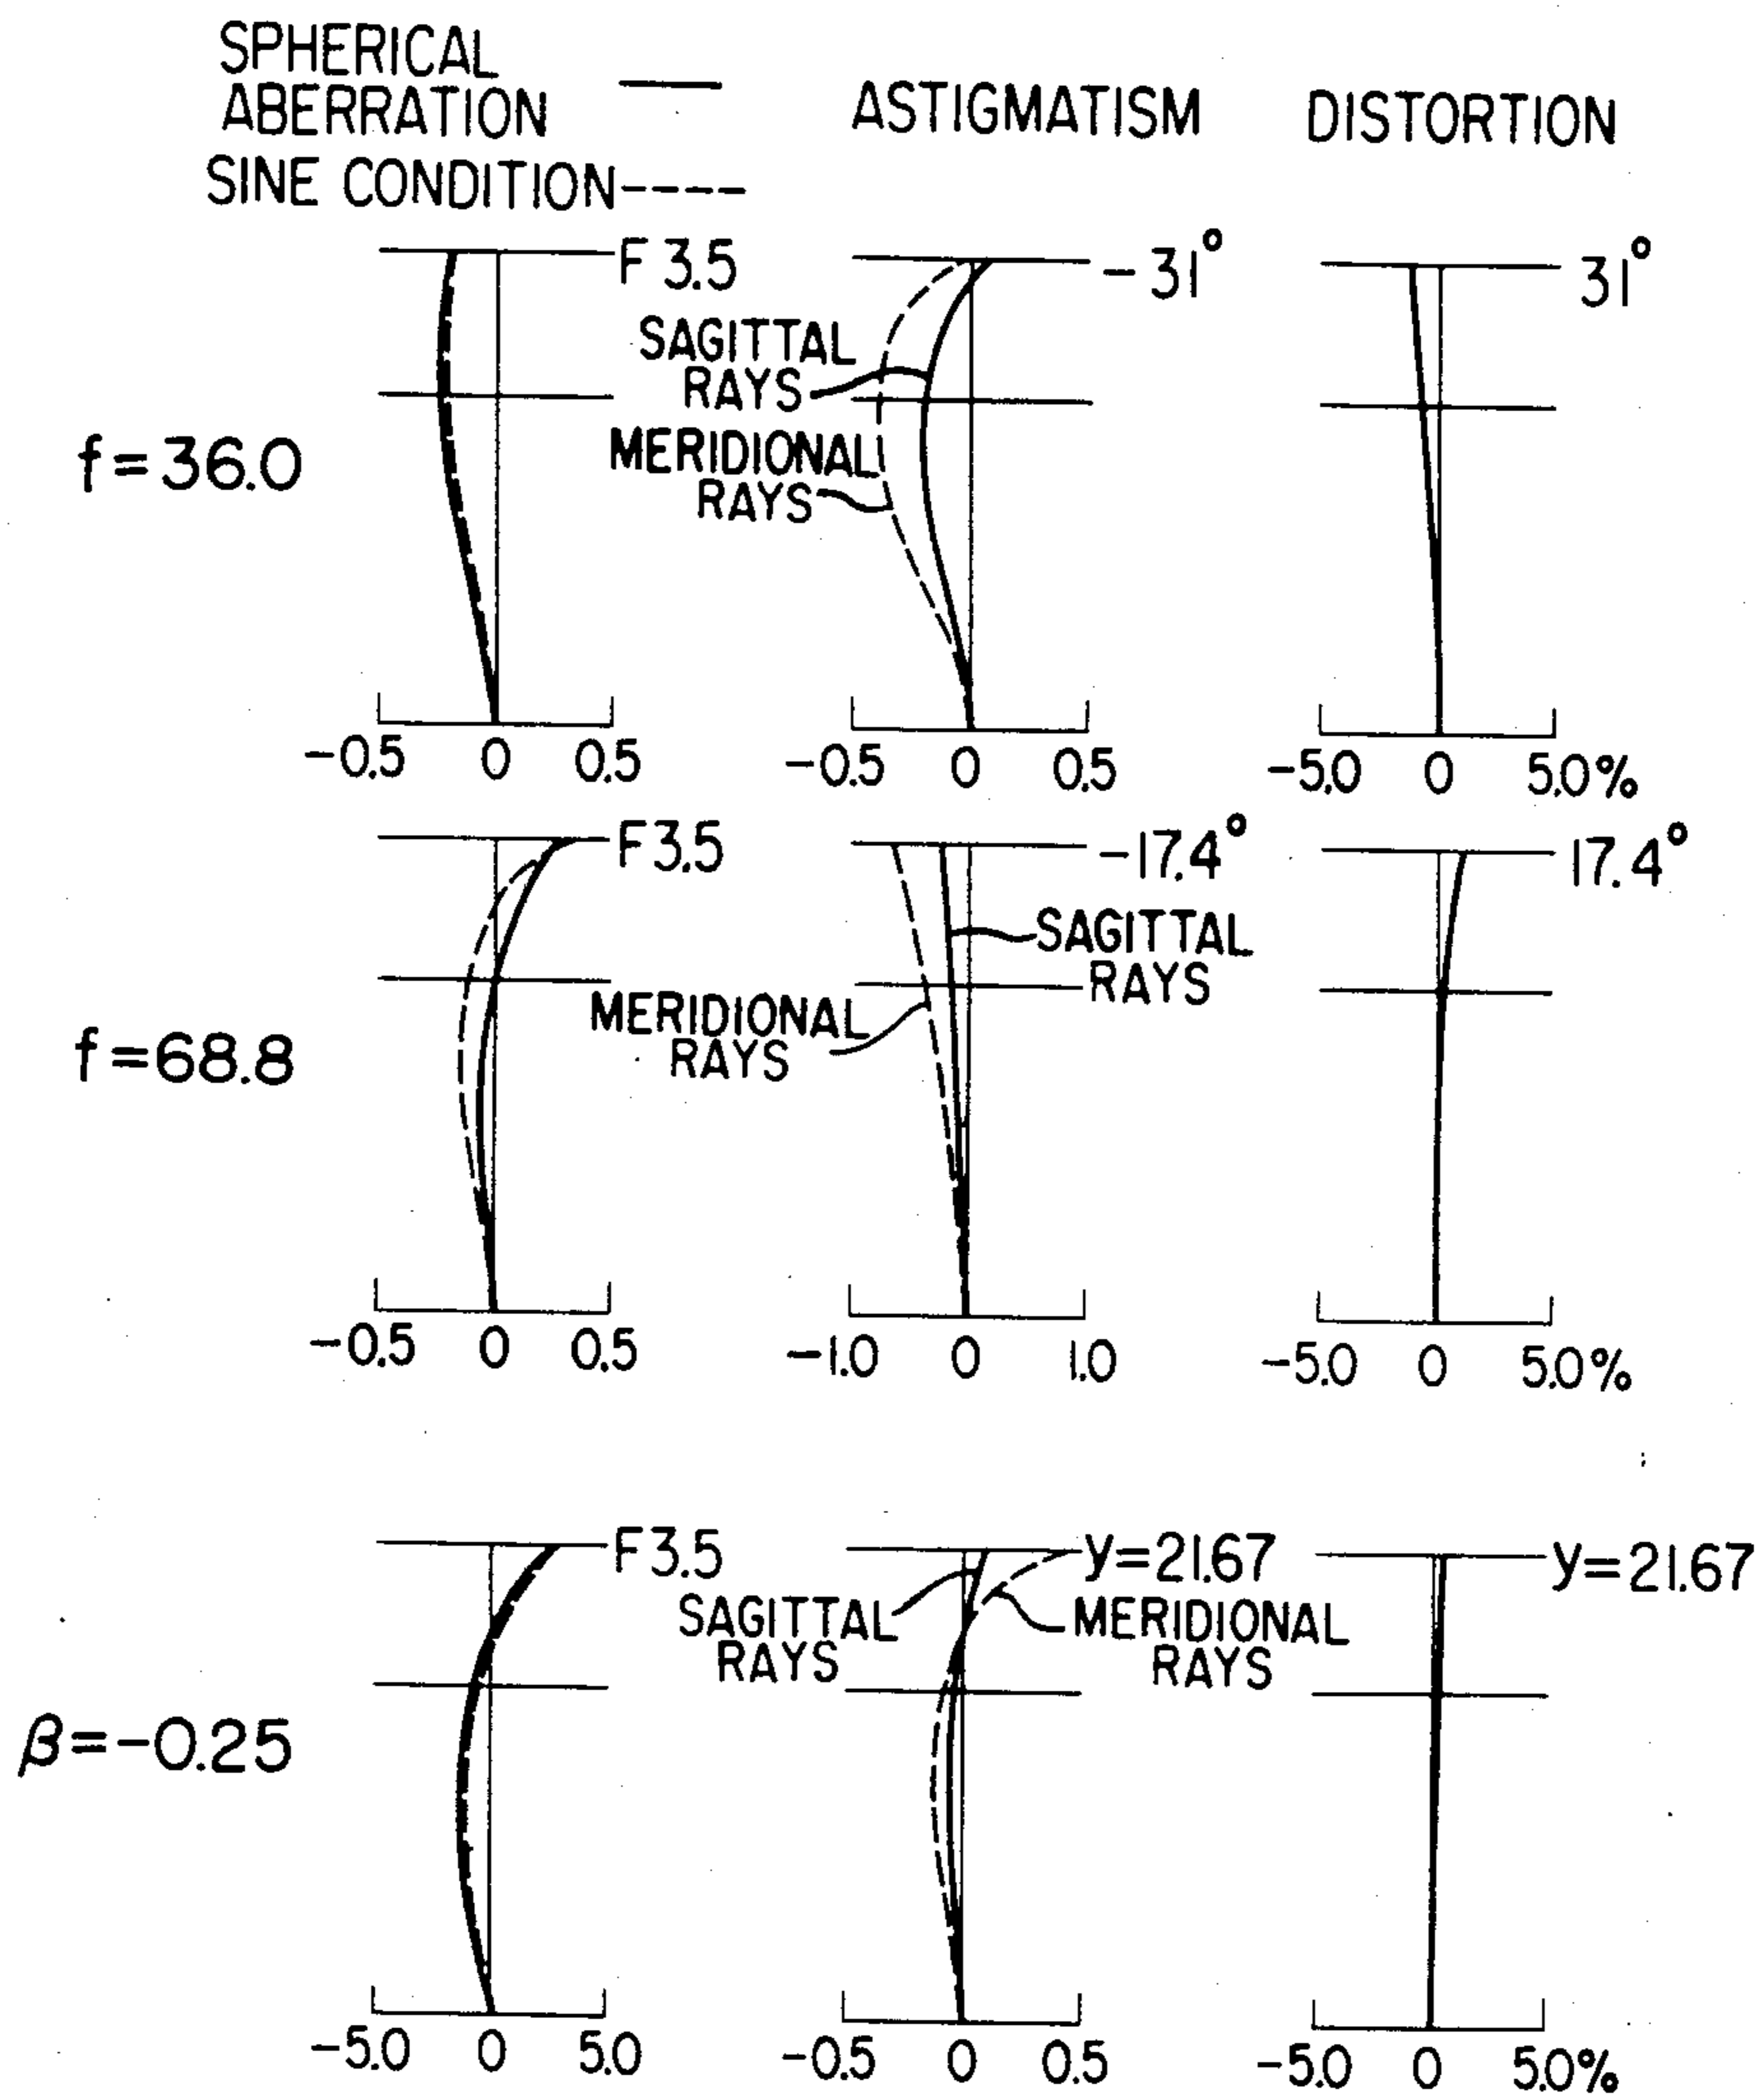 SPHERICAL
ABERRATION
SINE CONDITION
ASTIGMATISM
DISTORTION
f=36.0
F 3.5
-0.5 0 0.5
SAGITTAL
RAYS
MERIDIONAL
RAYS
-31°
-0.5 0 0.5
31°
-5.0 0 5.0%
f=68.8
F3.5
-0.5 0 0.5
MERIDIONAL
RAYS
-17.4°
SAGITTAL
RAYS
-1.0 0 1.0
17.4°
-5.0 0 5.0%
β=-0.25
F3.5
-5.0 0 5.0
SAGITTAL
RAYS
y=21.67
MERIDIONAL
RAYS
-0.5 0 0.5
y=21.67
-5.0 0 5.0%